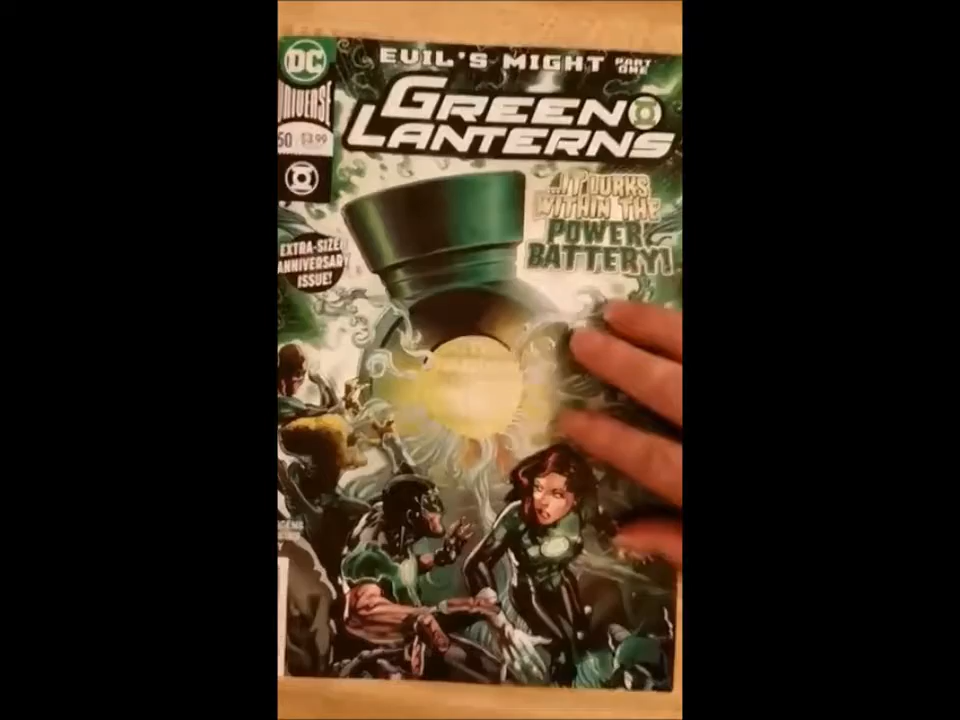 DC
EVIL'S MIGHT PART ONE
UNIVERSE
GREEN
LANTERNS
50 $3.99
...IT LURKS
WITHIN THE
POWER
BATTERY!
EXTRA-SIZE
ANNIVERSARY
ISSUE!